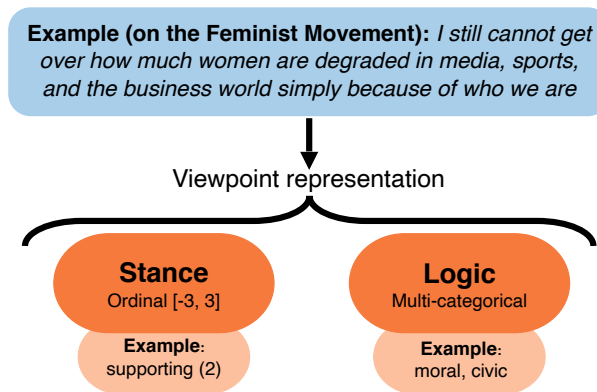 Example (on the Feminist Movement): I still cannot get
over how much women are degraded in media, sports,
and the business world simply because of who we are
Viewpoint representation
Stance
Ordinal [-3, 3]
Example:
supporting (2)
Logic
Multi-categorical
Example:
moral, civic